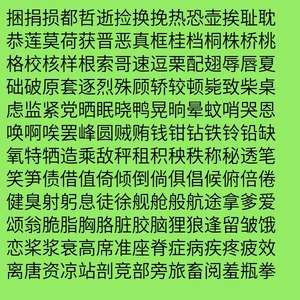 捆捐损都哲逝捡换挽热恐壶挨耻耽
恭莲莫荷获晋恶真框桂档桐株桥桃
格校核样根索哥速逗栗配翅辱唇夏
础破原套逐烈殊顾轿较顿毙致柴桌
虑监紧党晒眠晓鸭晃晌晕蚊哨哭恩
唤啊唉罢峰圆贼贿钱钳钻铁铃铅缺
氧特牺造乘敌秤租积秧秩称秘透笔
笑笋债借值倚倾倒倘俱倡候俯倍倦
健臭射躬息徒徐舰舱般航途拿爹爱
颂翁脆脂胸胳脏胶脑狸狼逢留皱饿
恋桨浆衰高席准座脊症病疾疼疲效
离唐资凉站剖竞部旁旅畜阅羞瓶拳